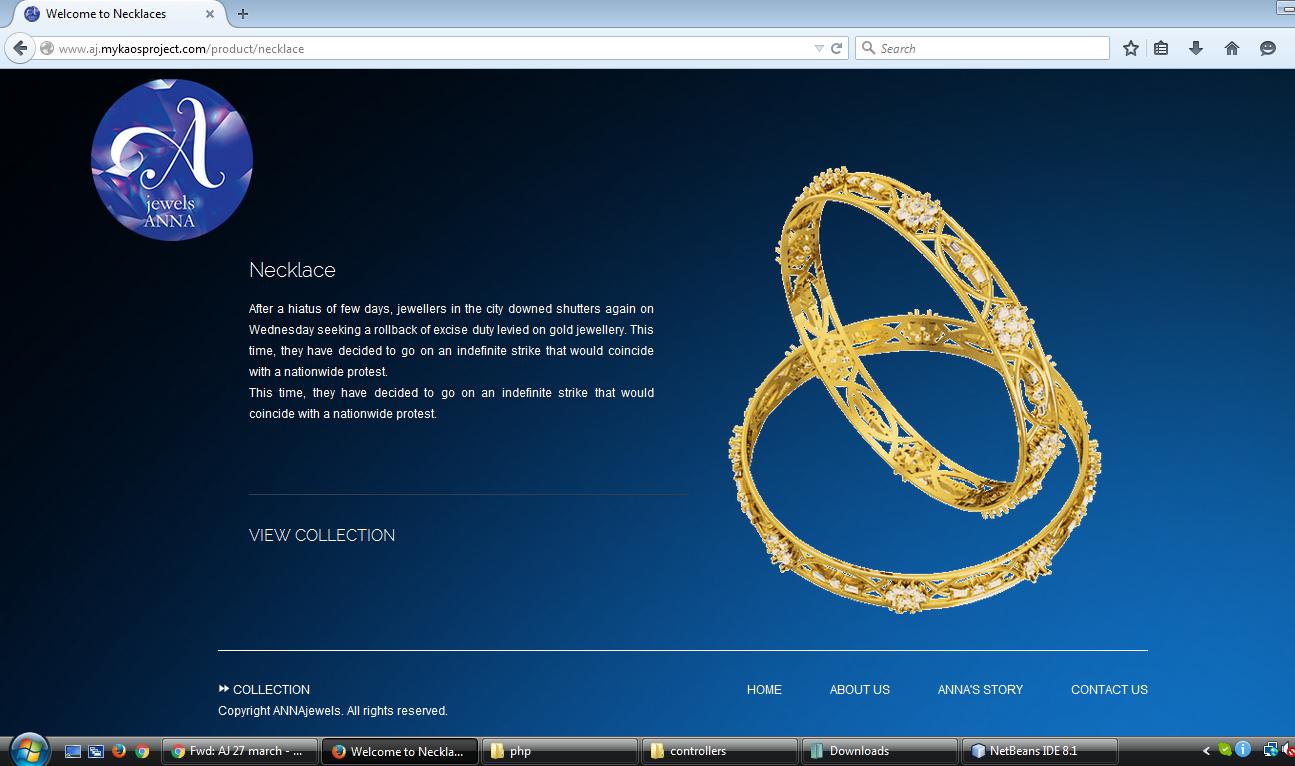 Welcome to Necklaces
www.aj.mykaosproject.com/product/necklace
Search
A
jewels
ANNA
Necklace
After a hiatus of few days, jewellers in the city downed shutters again on
Wednesday seeking a rollback of excise duty levied on gold jewellery. This
time, they have decided to go on an indefinite strike that would coincide
with a nationwide protest.
This time, they have decided to go on an indefinite strike that would
coincide with a nationwide protest.
VIEW COLLECTION
COLLECTION
HOME ABOUT US ANNA'S STORY CONTACT US
Copyright ANNAjewels. All rights reserved.
Fwd: AJ 27 march - ... Welcome to Neckla... php controllers Downloads NetBeans IDE 8.1